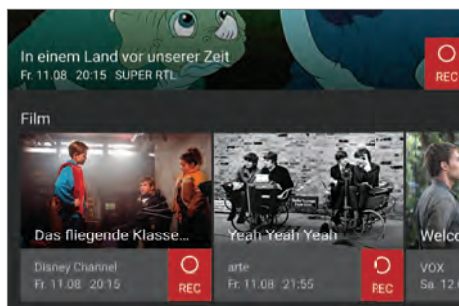 In einem Land vor unserer Zeit
Fr. 11.08 20:15 SUPER RTL
REC
Film
Das fliegende Klasse...
Disney Channel
Fr. 11.08 20:15
REC
Yeah Yeah Yeah
arte
Fr. 11.08 21:55
REC
Welco
VOX
Sa. 12.0